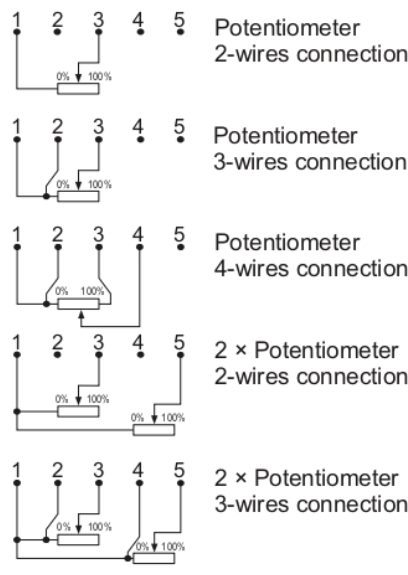 1 2 3 4 5
Potentiometer
2-wires connection
0% 100%
1 2 3 4 5
Potentiometer
3-wires connection
0% 100%
1 2 3 4 5
Potentiometer
4-wires connection
0% 100%
1 2 3 4 5
2 × Potentiometer
2-wires connection
0% 100%
0% 100%
1 2 3 4 5
2 × Potentiometer
3-wires connection
0% 100%
0% 100%